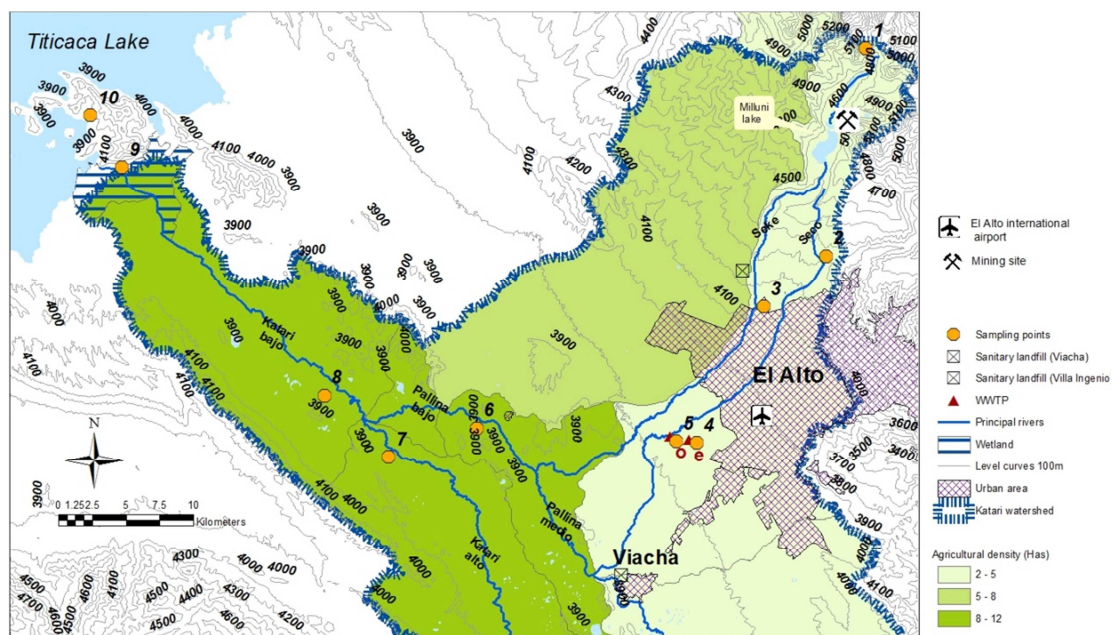 Titicaca Lake
10
9
1
Milluni
lake
Seke
Seco
2
3
El Alto
Katari
bajo
8
Pallina
bajo
6
7
5
4
o
e
Pallina
medio
Katari
alto
Viacha
N
0 1.25 2.5 5 10
Kilometers
3900
4000
4100
4200
4300
4400
4500
4600
4700
4800
4900
5000
5100
5200
3800
3700
3600
3500
3400
El Alto international
airport
Mining site
Sampling points
Sanitary landfill (Viacha)
Sanitary landfill (Villa Ingenio
WWTP
Principal rivers
Wetland
Level curves 100m
Urban area
Katari watershed
Agricultural density (Has)
2 - 5
5 - 8
8 - 12